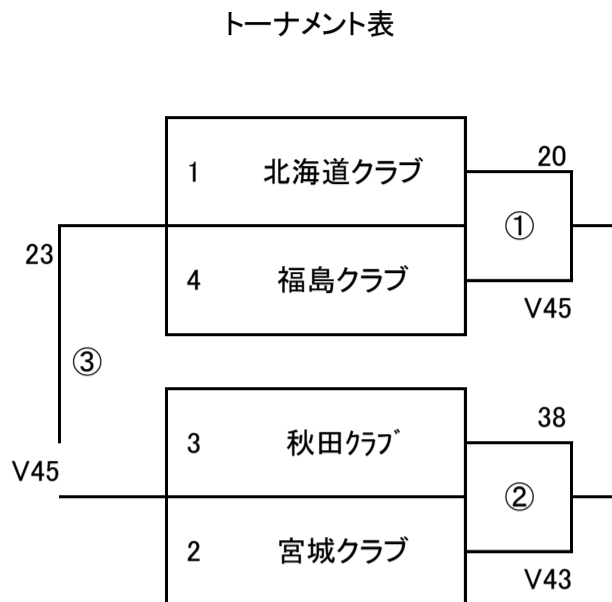 トーナメント表
1 北海道クラブ 20
①
23
4 福島クラブ
V45
③
3 秋田ｸﾗﾌﾞ 38
V45
②
2 宮城クラブ
V43